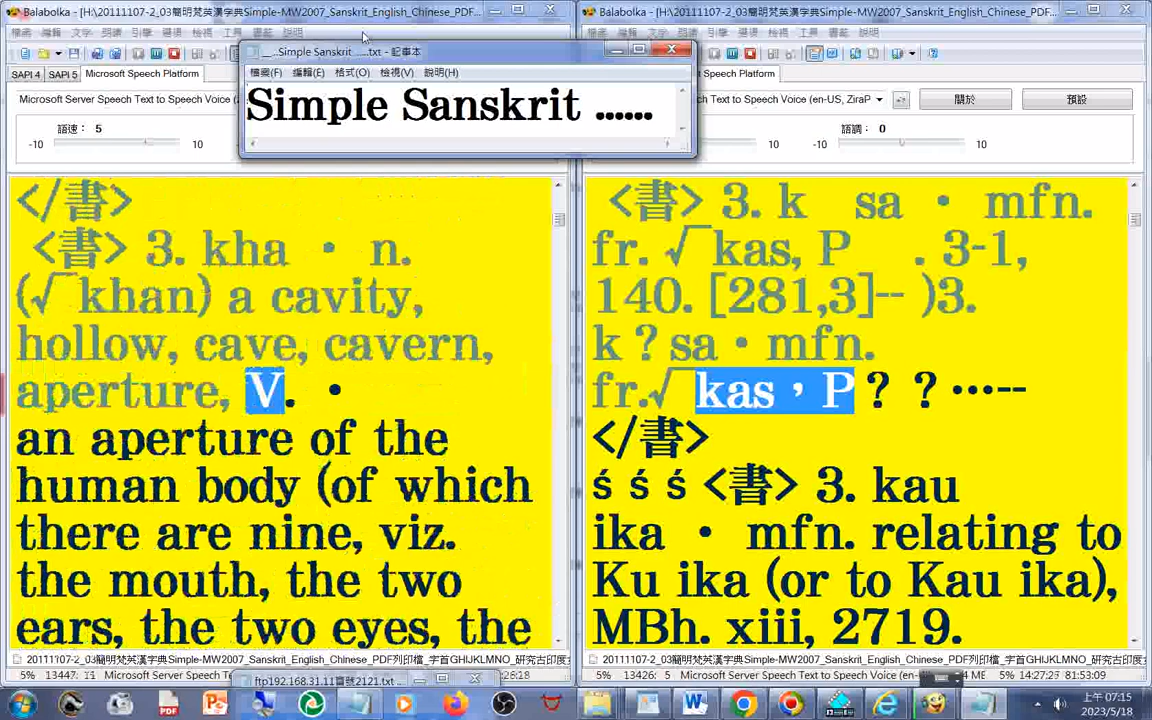 Balabolka - [H:\20111107-2_03簡明梵英漢字典Simple-MW2007_Sanskrit_English_Chinese_PDF...
Balabolka - [H:\20111107-2_03簡明梵英漢字典Simple-MW2007_Sanskrit_English_Chinese_PDF...
__...Simple Sanskrit ......txt - 記事本
檔案(F) 編輯(E) 格式(O) 檢視(V) 說明(H)
Simple Sanskrit ......
SAPI 4 SAPI 5 Microsoft Speech Platform
Speech Platform
Microsoft Server Speech Text to Speech Voice
t to Speech Voice (en-US, ZiraP
關於
預設
語速： 5
語調： 0
-10 10
10 -10 10
</書>
<書> 3. kha • n.
(√ khan) a cavity,
hollow, cave, cavern,
aperture, V. •
an aperture of the
human body (of which
there are nine, viz.
the mouth, the two
ears, the two eyes, the
<書> 3. k sa • mfn.
fr. √ kas, P . 3-1,
140. [281,3]-- )3.
k ? sa • mfn.
fr.√ kas，P ? ? …--
</書>
ś ś ś <書> 3. kau
ika • mfn. relating to
Ku ika (or to Kau ika),
MBh. xiii, 2719.
20111107-2_03簡明梵英漢字典Simple-MW2007_Sanskrit_English_Chinese_PDF列印檔_字首GHIJKLMNO_研究古印度
20111107-2_03簡明梵英漢字典Simple-MW2007_Sanskrit_English_Chinese_PDF列印檔_字首GHIJKLMNO_研究古印度
5% 13447: 11 Microsoft Server Speech
26:18
5% 13426: 5 Microsoft Server Speech Text to Speech Voice (en-
5% 14:27:27 81:53:09
ftp192.168.31.11富號2121.txt ...
上午 07:15
2023/5/18